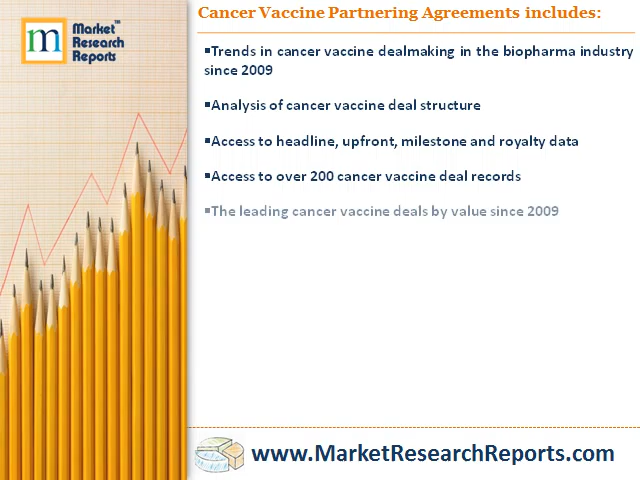 m
Market
Research
Reports
™
Cancer Vaccine Partnering Agreements includes:
▪Trends in cancer vaccine dealmaking in the biopharma industry
since 2009
▪Analysis of cancer vaccine deal structure
▪Access to headline, upfront, milestone and royalty data
▪Access to over 200 cancer vaccine deal records
▪The leading cancer vaccine deals by value since 2009
www.MarketResearchReports.com